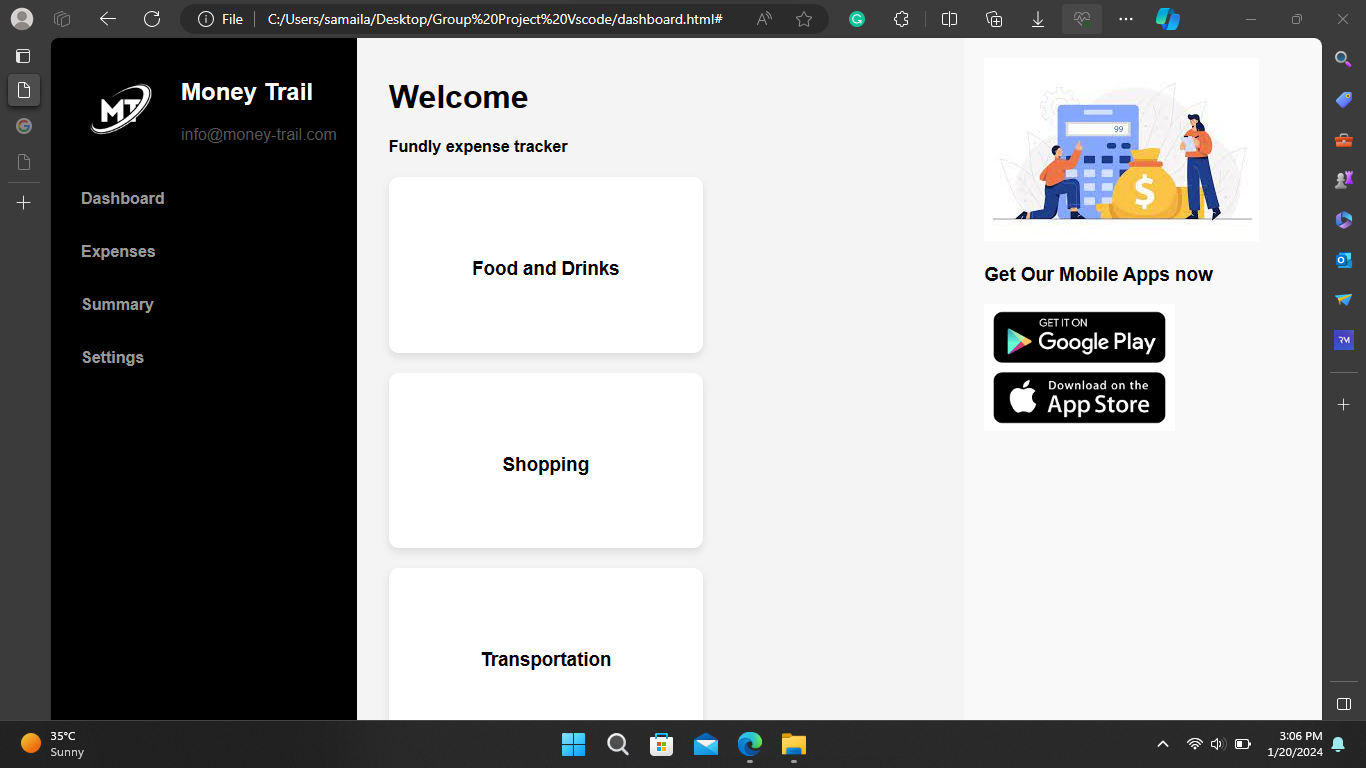 File
C:/Users/samaila/Desktop/Group%20Project%20Vscode/dashboard.html#
MT
Money Trail
info@money-trail.com
Dashboard
Expenses
Summary
Settings
Welcome
Fundly expense tracker
Food and Drinks
Shopping
Transportation
99
$
Get Our Mobile Apps now
GET IT ON
Google Play
Download on the
App Store
RM
35°C
Sunny
3:06 PM
1/20/2024